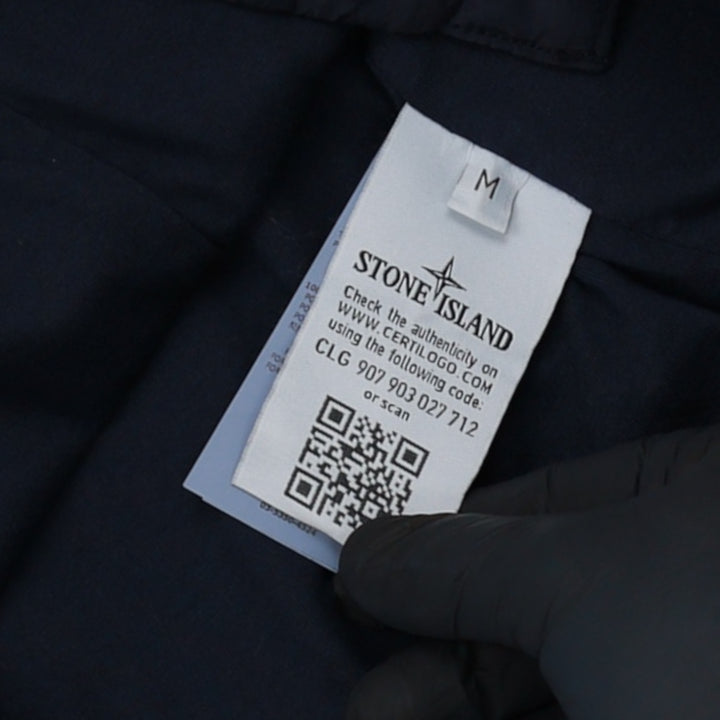 M
STONE ISLAND
Check the authenticity on
WWW.CERTILOGO.COM
using the following code:
CLG 907 903 027 712
or scan